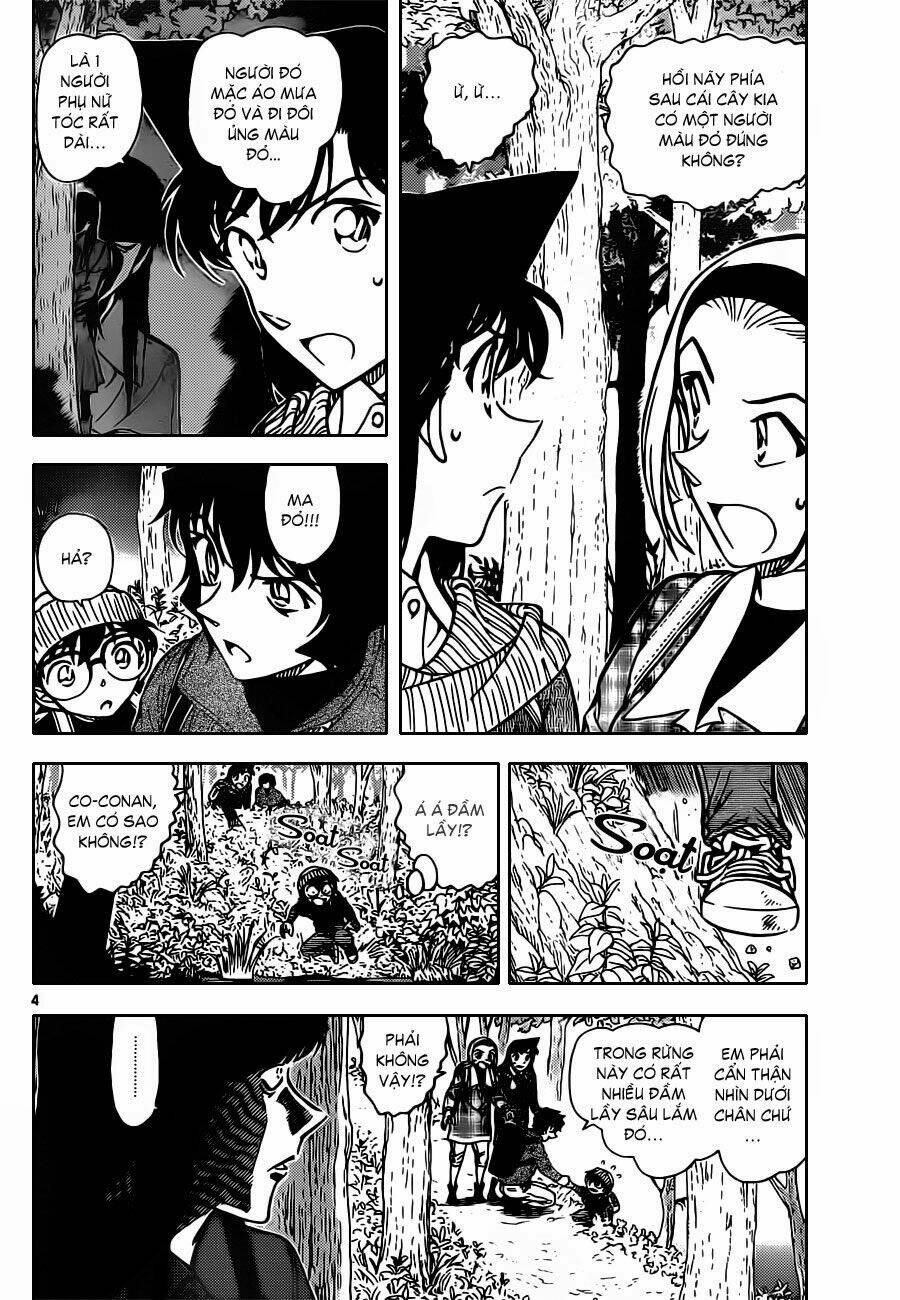 HỒI NÀY PHÍA
SAU CÁI CÂY KIA
CÓ MỘT NGƯỜI
MÀU ĐỎ ĐÚNG
KHÔNG?
Ừ, Ừ...
NGƯỜI ĐÓ
MẶC ÁO MƯA
ĐỎ VÀ ĐI ĐÔI
ỦNG MÀU
ĐỎ...
LÀ 1
NGƯỜI
PHỤ NỮ
TÓC RẤT
DÀI...
MA
ĐÓ!!!
HẢ?
Soạt
Á Á ĐẦM
LẦY!?
Soạt
Soạt
CO-CONAN,
EM CÓ SAO
KHÔNG!?
4
EM PHẢI
CẨN THẬN
NHÌN DƯỚI
CHÂN CHỨ
...
TRONG RỪNG
NÀY CÓ RẤT
NHIỀU ĐẦM
LẦY SÂU LẮM
ĐÓ...
PHẢI
KHÔNG
VẬY!?
..........